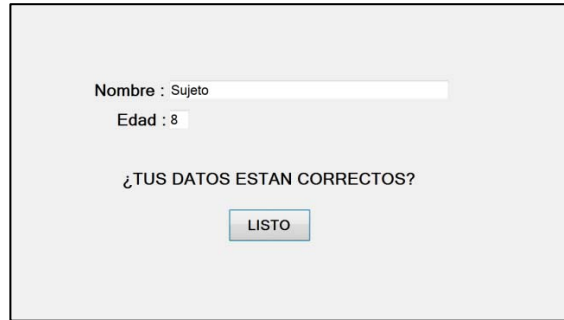 Nombre : Sujeto
Edad : 8
¿TUS DATOS ESTAN CORRECTOS?
LISTO